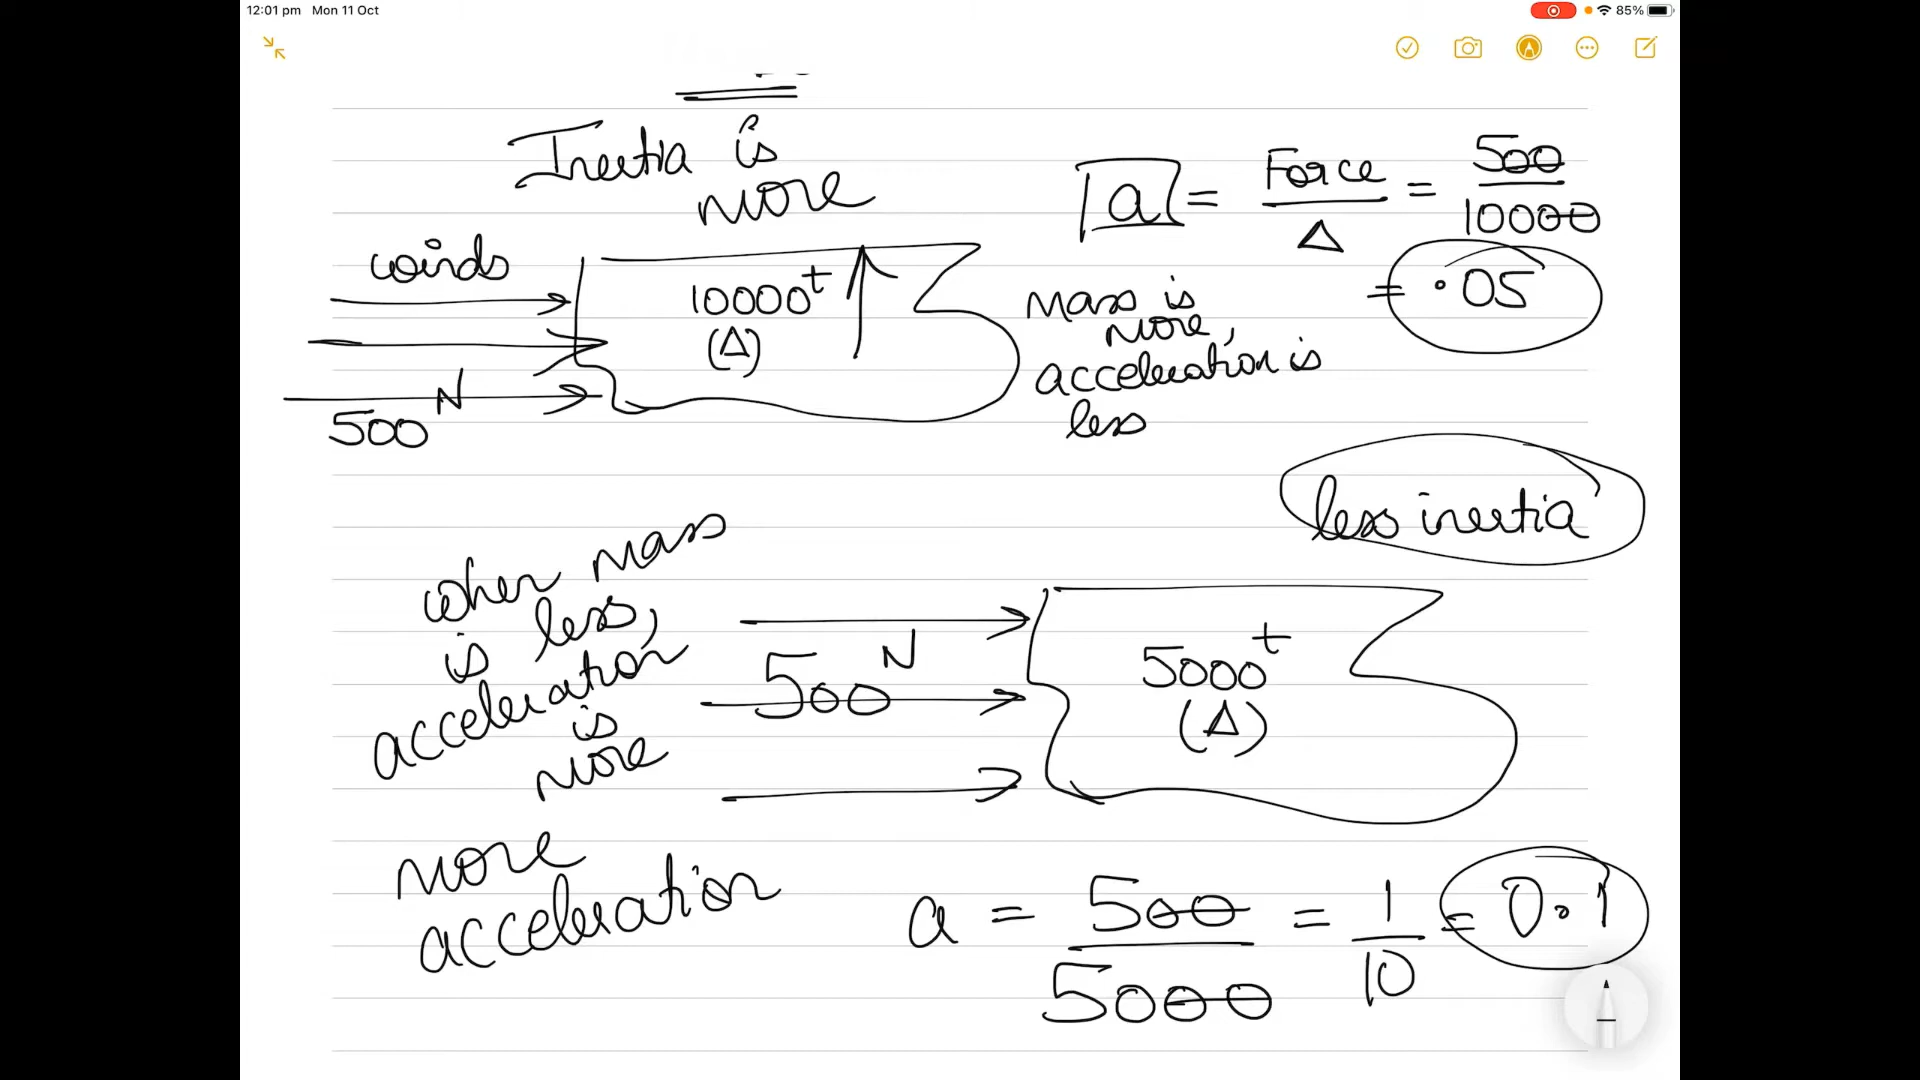 12:01 pm Mon 11 Oct
85%
Inertia is
more
a = Force / Δ = 500 / 10000
= .05
winds
10000 t
(Δ)
N
500
Mass is
more,
acceleration is
less
less inertia
when mass
is less,
acceleration
is
more
500 N
5000 t
(Δ)
more
acceleration
a = 500 / 5000 = 1 / 10 = 0.1